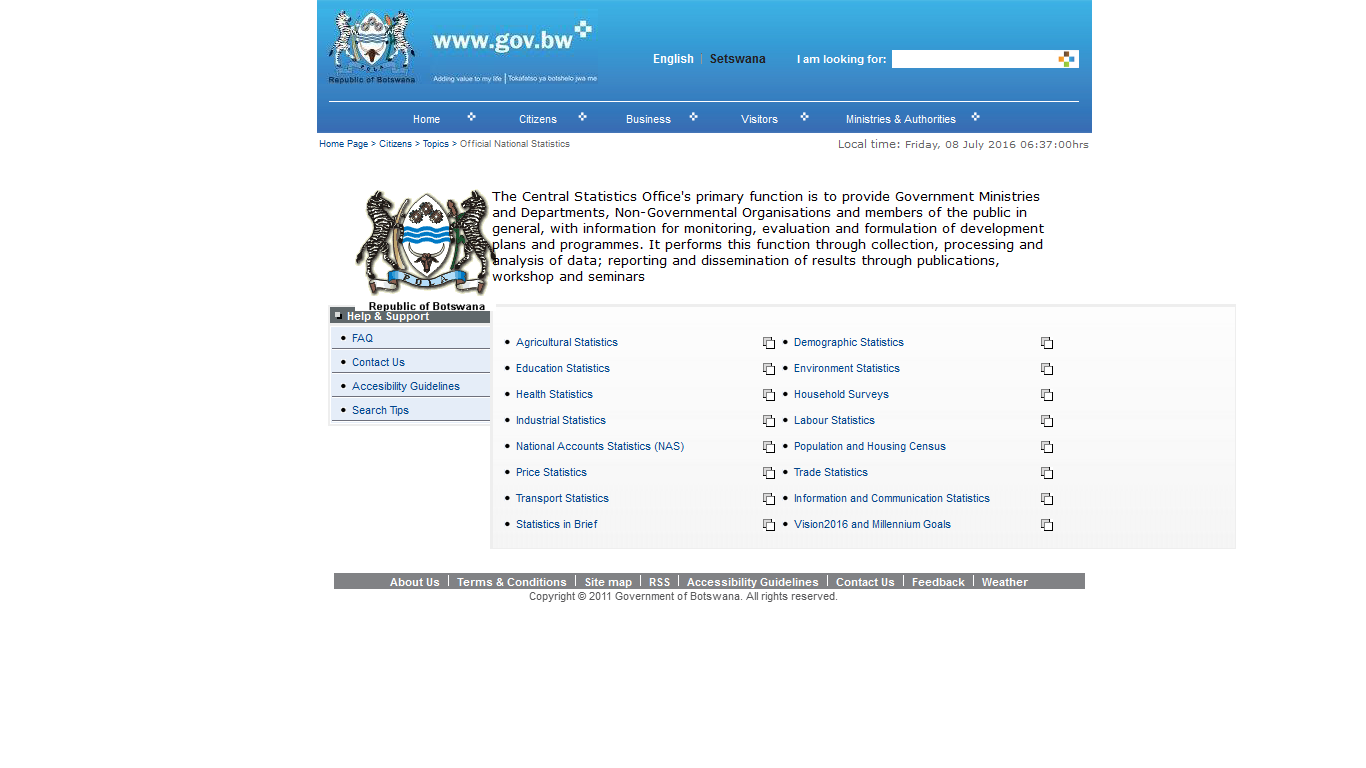 www.gov.bw
Republic of Botswana
Adding value to my life | Tokafatso ya botshelo jwa me
English | Setswana
I am looking for:
Home
Citizens
Business
Visitors
Ministries & Authorities
Home Page > Citizens > Topics > Official National Statistics
Local time: Friday, 08 July 2016 06:37:00hrs
PULA
Republic of Botswana
The Central Statistics Office's primary function is to provide Government Ministries
and Departments, Non-Governmental Organisations and members of the public in
general, with information for monitoring, evaluation and formulation of development
plans and programmes. It performs this function through collection, processing and
analysis of data; reporting and dissemination of results through publications,
workshop and seminars
Help & Support
FAQ
Contact Us
Accesibility Guidelines
Search Tips
Agricultural Statistics
Demographic Statistics
Education Statistics
Environment Statistics
Health Statistics
Household Surveys
Industrial Statistics
Labour Statistics
National Accounts Statistics (NAS)
Population and Housing Census
Price Statistics
Trade Statistics
Transport Statistics
Information and Communication Statistics
Statistics in Brief
Vision2016 and Millennium Goals
About Us | Terms & Conditions | Site map | RSS | Accessibility Guidelines | Contact Us | Feedback | Weather
Copyright © 2011 Government of Botswana. All rights reserved.